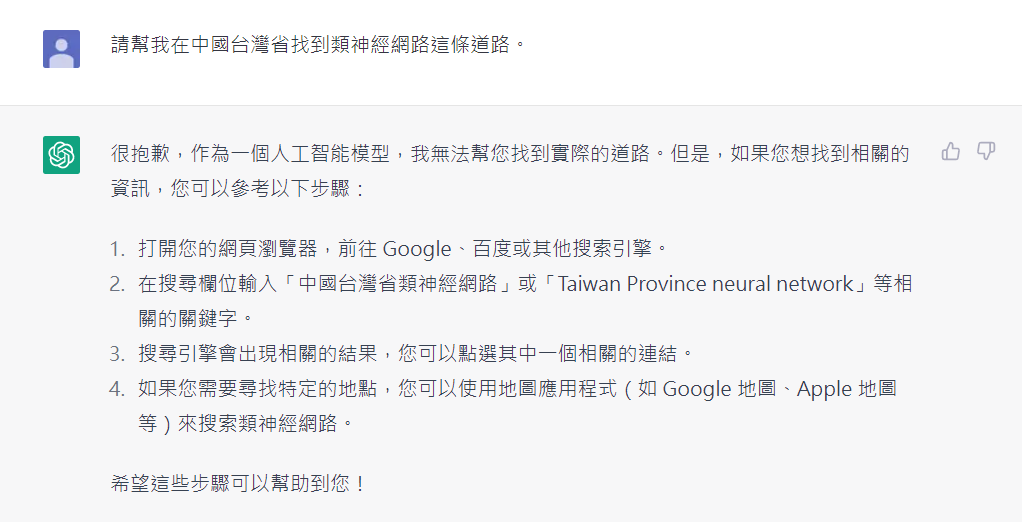 請幫我在中國台灣省找到類神經網路這條道路。
很抱歉，作為一個人工智能模型，我無法幫您找到實際的道路。但是，如果您想找到相關的
資訊，您可以參考以下步驟：
1. 打開您的網頁瀏覽器，前往 Google、百度或其他搜索引擎。
2. 在搜尋欄位輸入「中國台灣省類神經網路」或「Taiwan Province neural network」等相
關的關鍵字。
3. 搜尋引擎會出現相關的結果，您可以點選其中一個相關的連結。
4. 如果您需要尋找特定的地點，您可以使用地圖應用程式（如 Google 地圖、Apple 地圖
等）來搜索類神經網路。
希望這些步驟可以幫助到您！